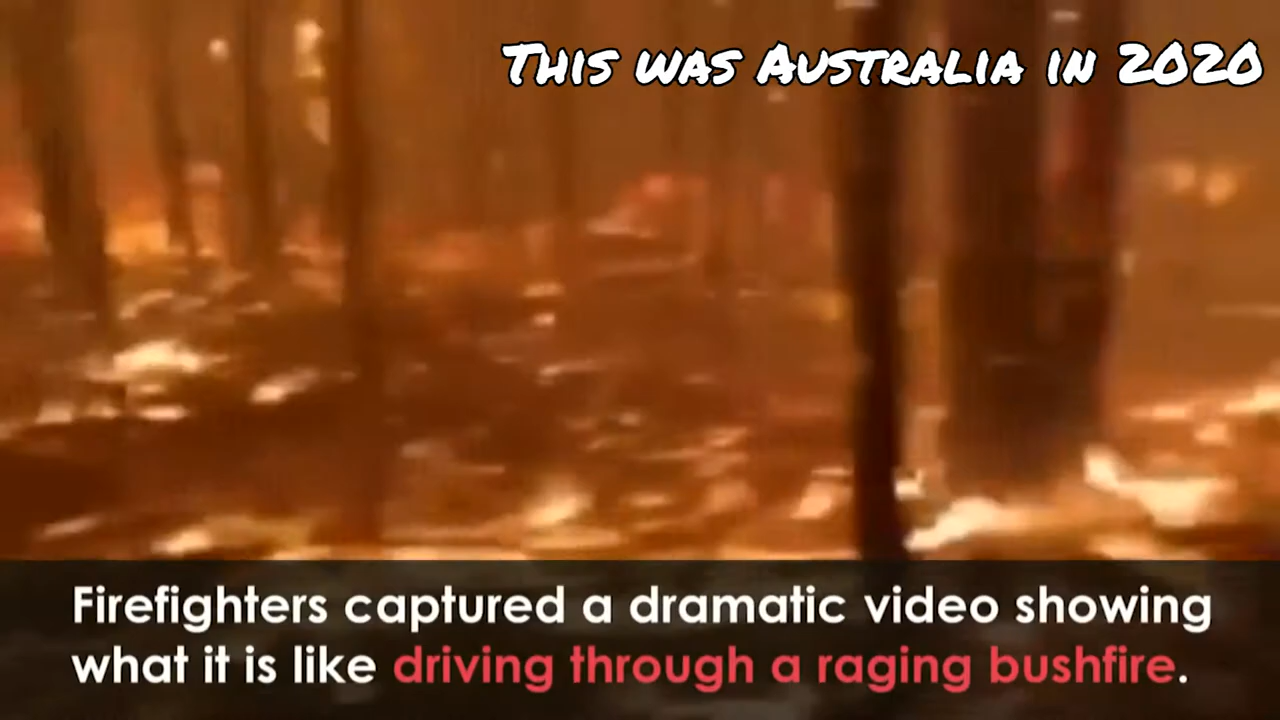 This was Australia in 2020
Firefighters captured a dramatic video showing
what it is like driving through a raging bushfire.